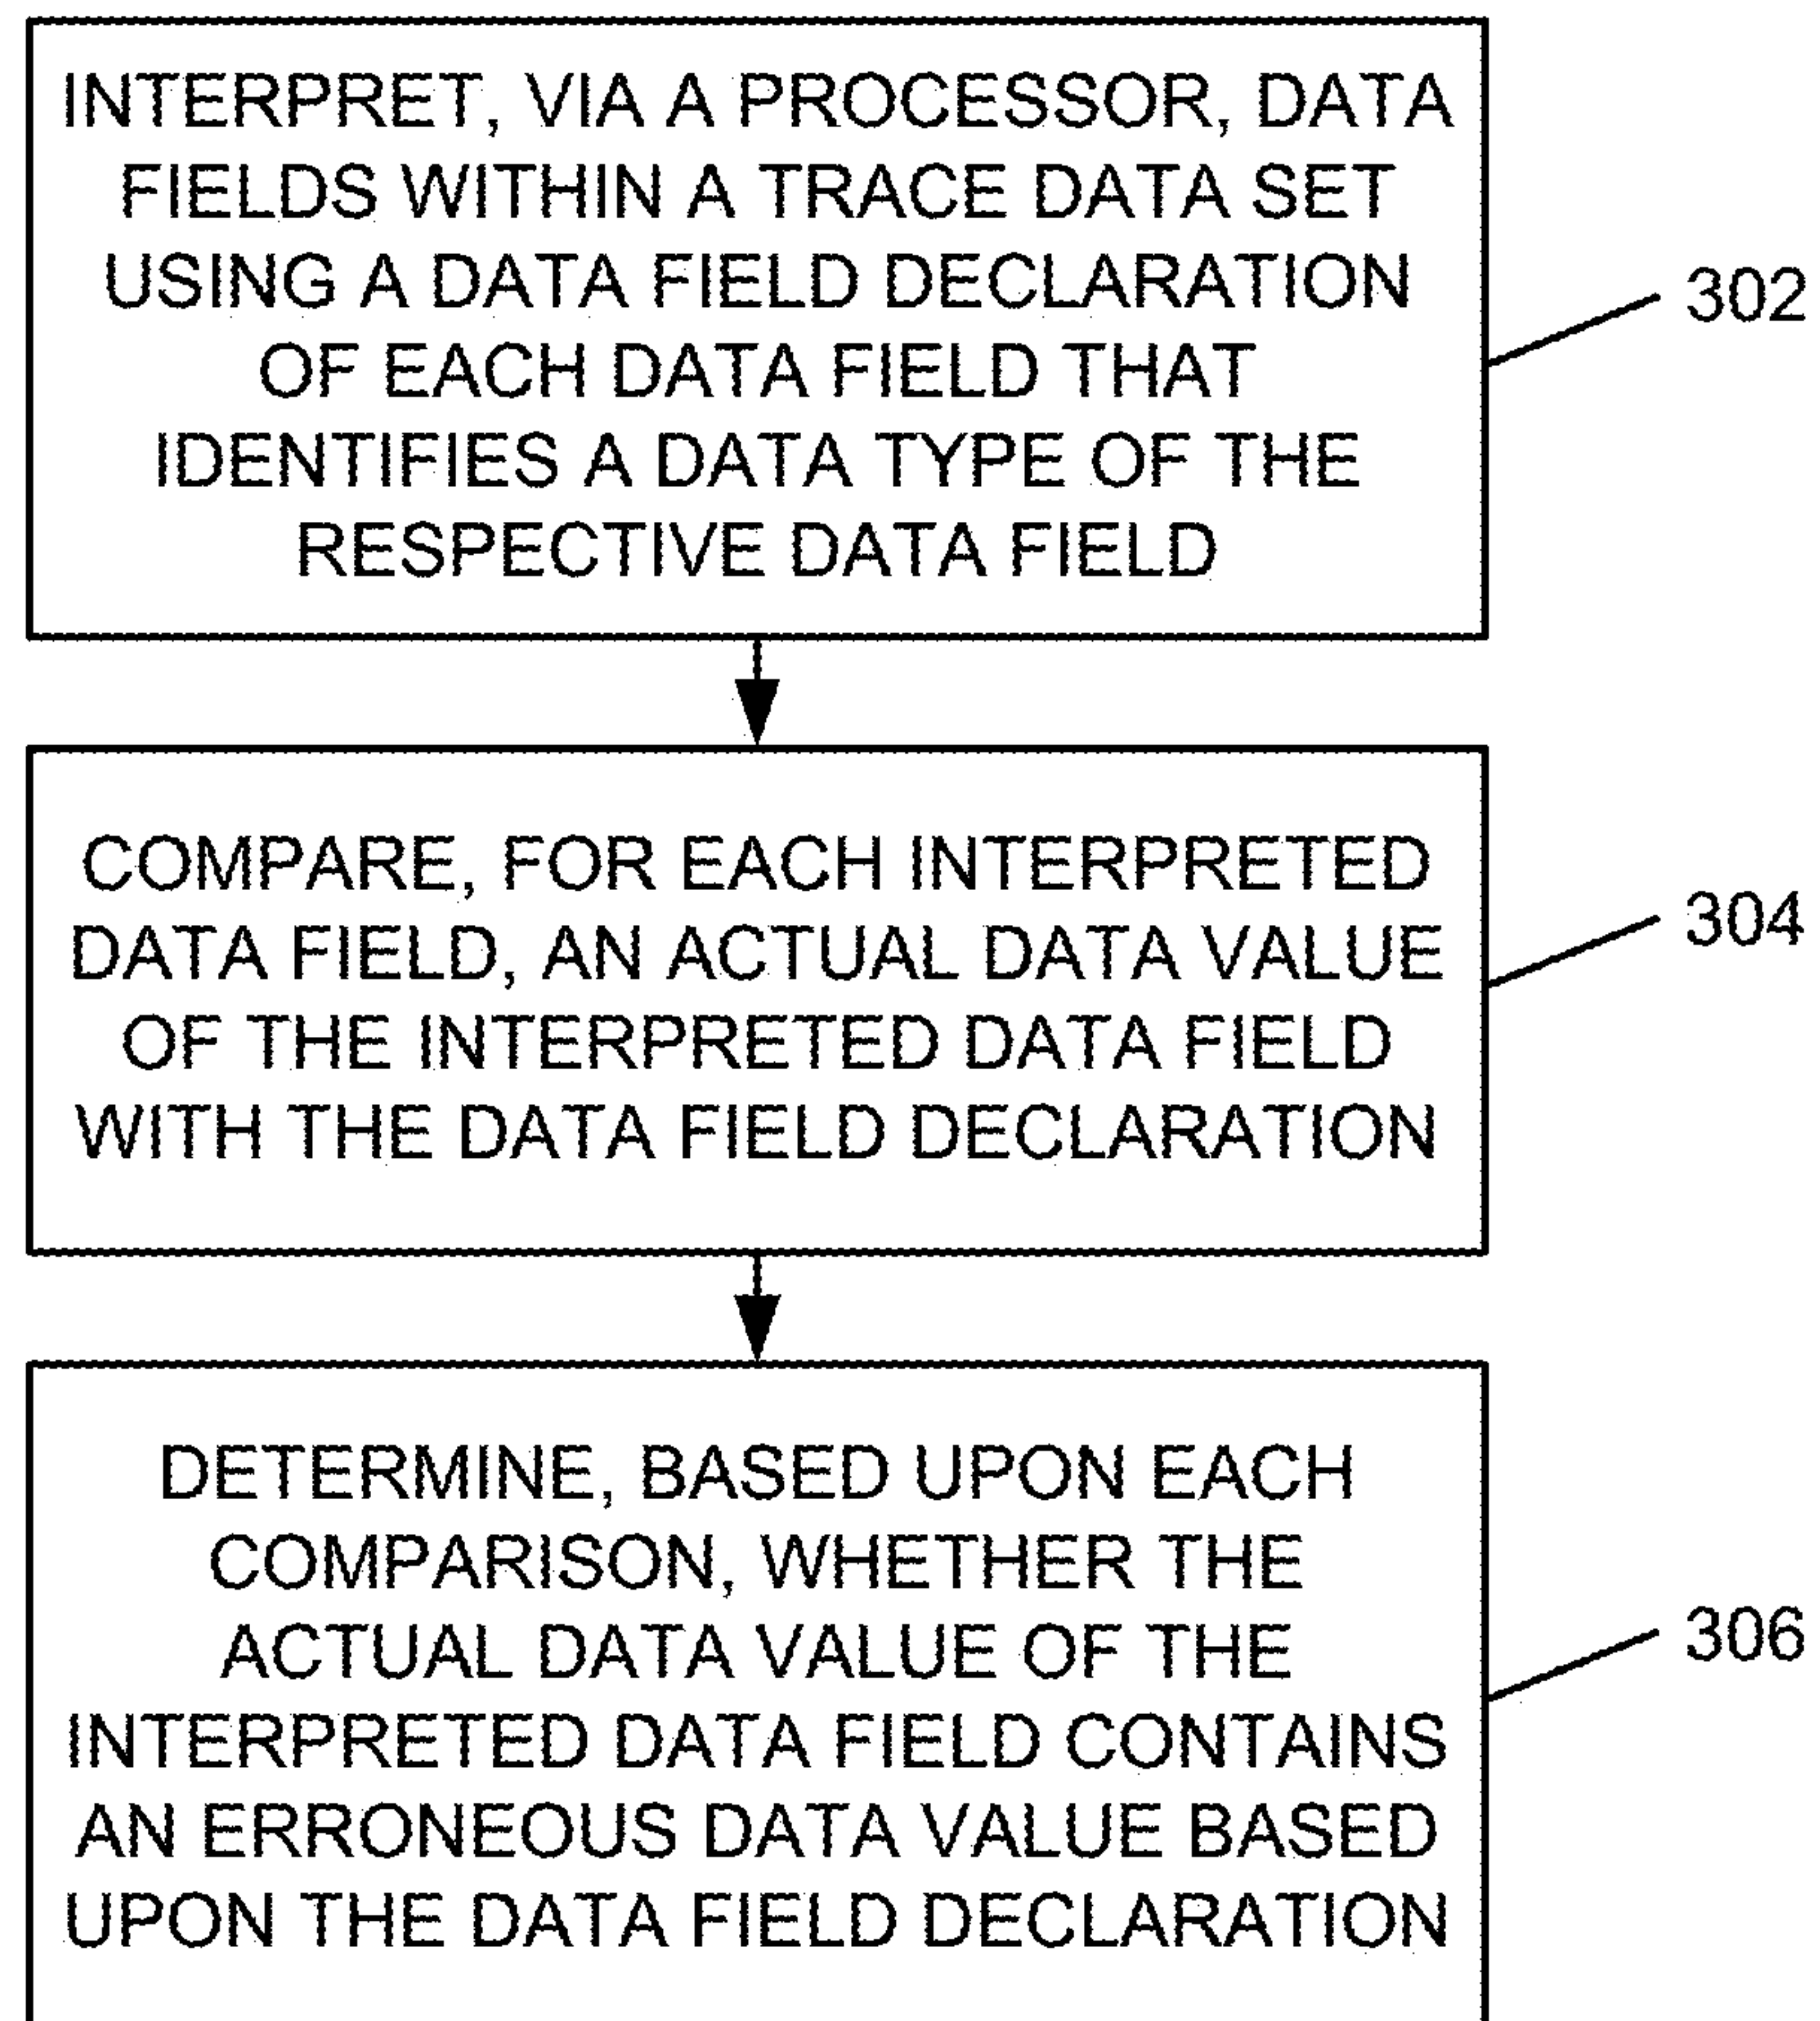 INTERPRET, VIA A PROCESSOR, DATA
FIELDS WITHIN A TRACE DATA SET
USING A DATA FIELD DECLARATION
OF EACH DATA FIELD THAT
IDENTIFIES A DATA TYPE OF THE
RESPECTIVE DATA FIELD
302
COMPARE, FOR EACH INTERPRETED
DATA FIELD, AN ACTUAL DATA VALUE
OF THE INTERPRETED DATA FIELD
WITH THE DATA FIELD DECLARATION
304
DETERMINE, BASED UPON EACH
COMPARISON, WHETHER THE
ACTUAL DATA VALUE OF THE
INTERPRETED DATA FIELD CONTAINS
AN ERRONEOUS DATA VALUE BASED
UPON THE DATA FIELD DECLARATION
306